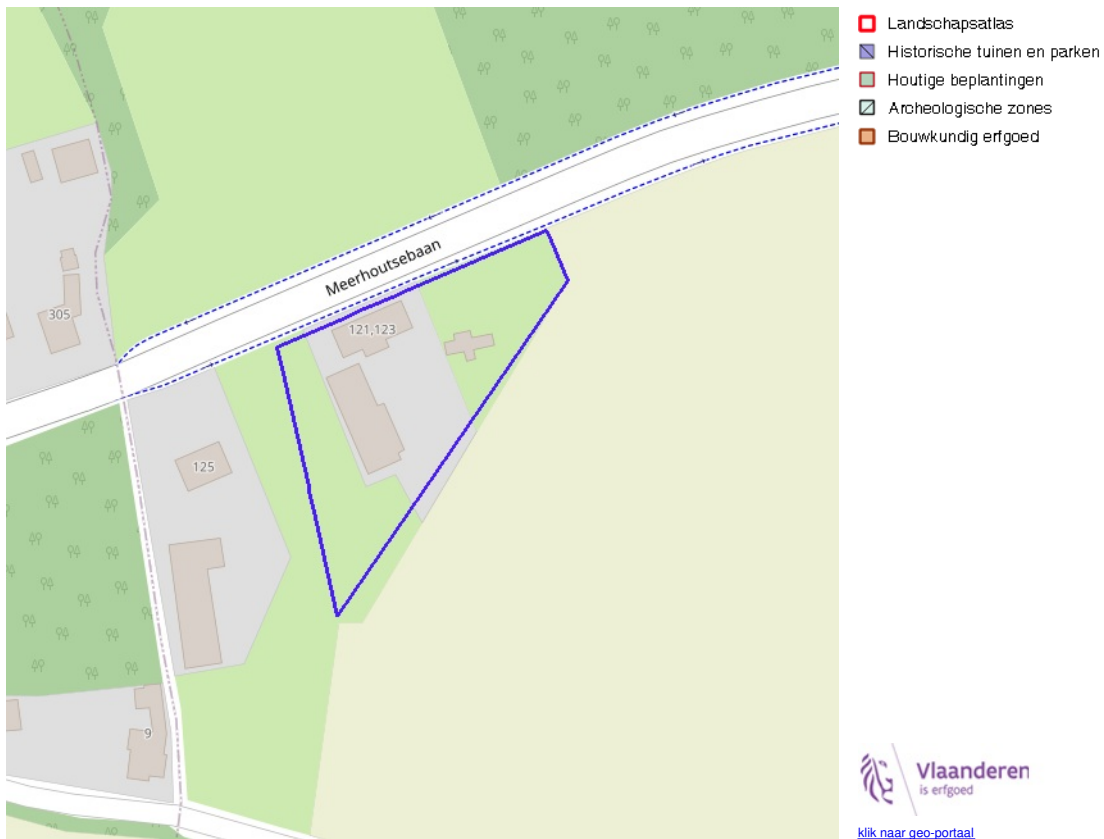 Landschapsatlas
Historische tuinen en parken
Houtige beplantingen
Archeologische zones
Bouwkundig erfgoed
Meerhoutsebaan
305
121,123
125
9
Vlaanderen
is erfgoed
klik naar geo-portaal